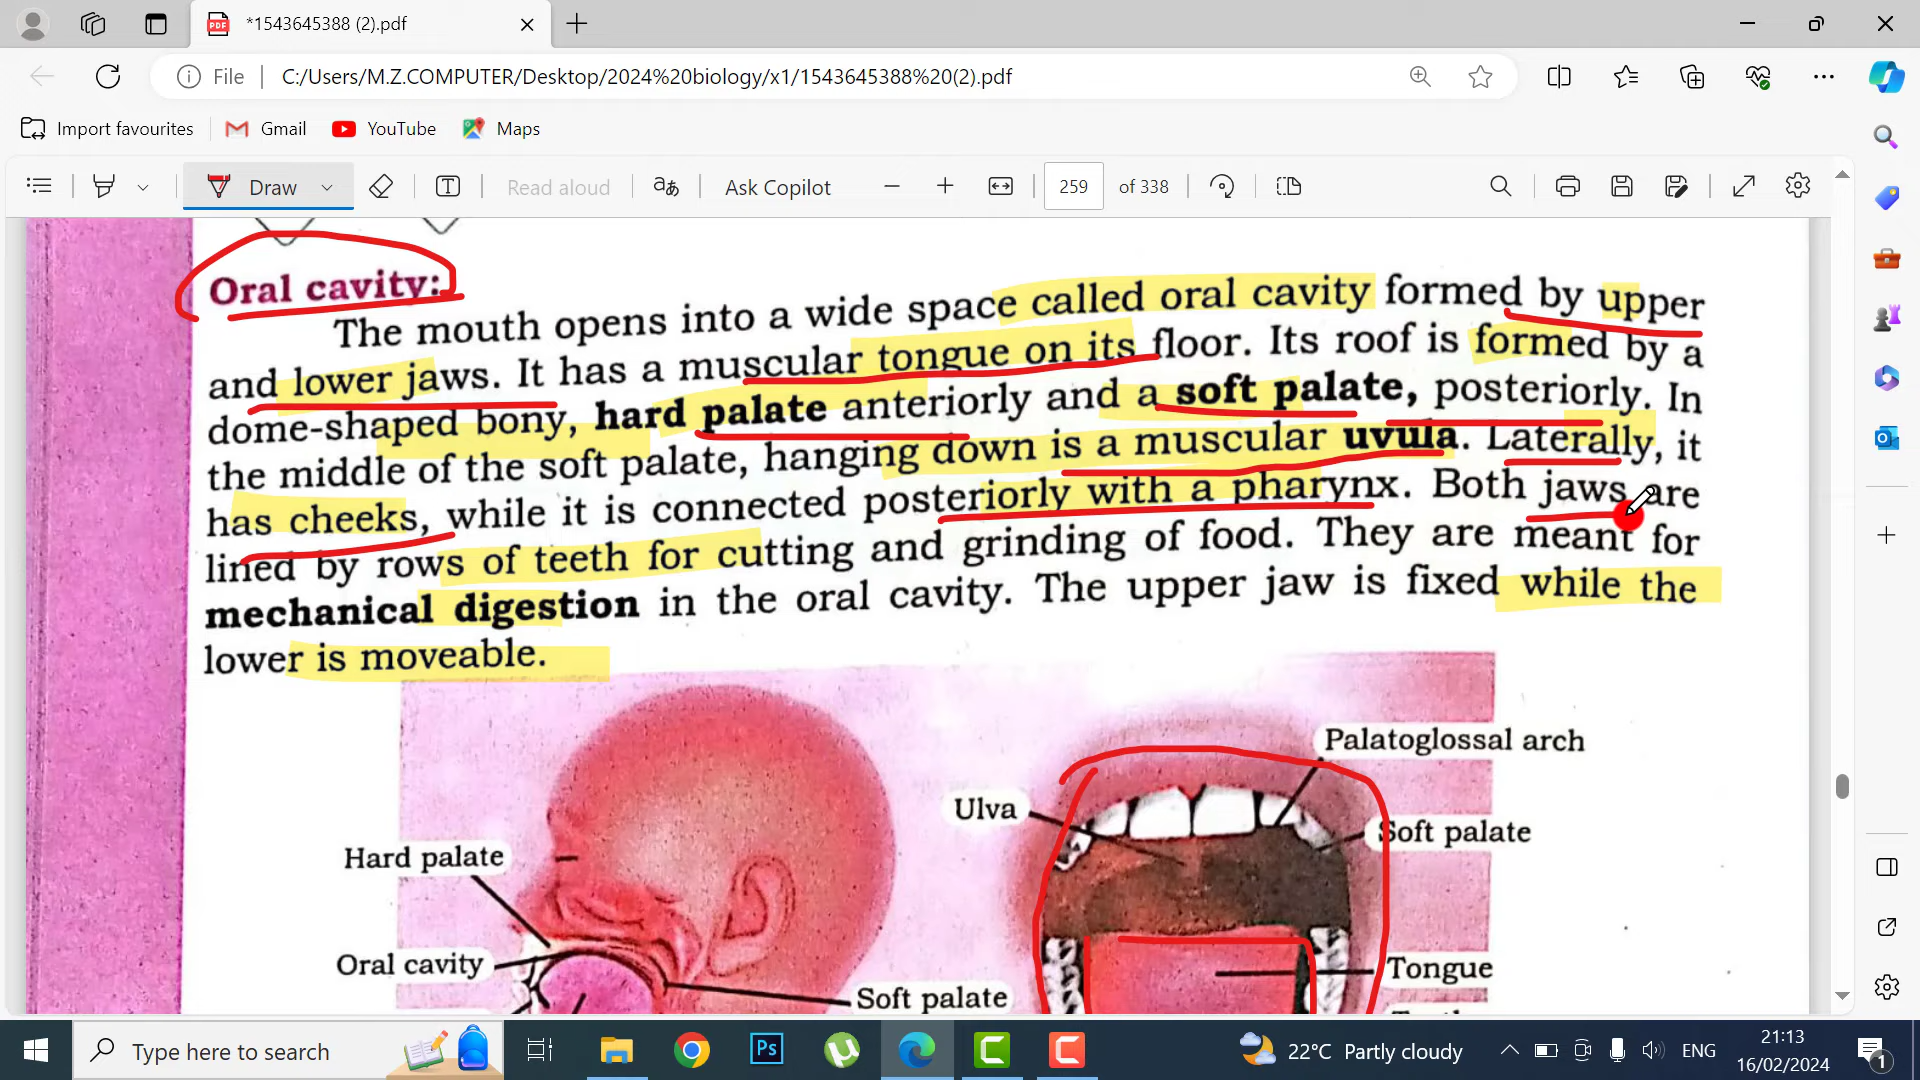 *1543645388 (2).pdf
File
C:/Users/M.Z.COMPUTER/Desktop/2024%20biology/x1/1543645388%20(2).pdf
Import favourites
Gmail
YouTube
Maps
Draw
Read aloud
Ask Copilot
259
of 338
Oral cavity:
The mouth opens into a wide space called oral cavity formed by upper
and lower jaws. It has a muscular tongue on its floor. Its roof is formed by a
dome-shaped bony, hard palate anteriorly and a soft palate, posteriorly. In
the middle of the soft palate, hanging down is a muscular uvula. Laterally, it
has cheeks, while it is connected posteriorly with a pharynx. Both jaws are
lined by rows of teeth for cutting and grinding of food. They are meant for
mechanical digestion in the oral cavity. The upper jaw is fixed while the
lower is moveable.
Palatoglossal arch
Ulva
Soft palate
Hard palate
Oral cavity
Tongue
Soft palate
Type here to search
22°C Partly cloudy
ENG
21:13
16/02/2024
1